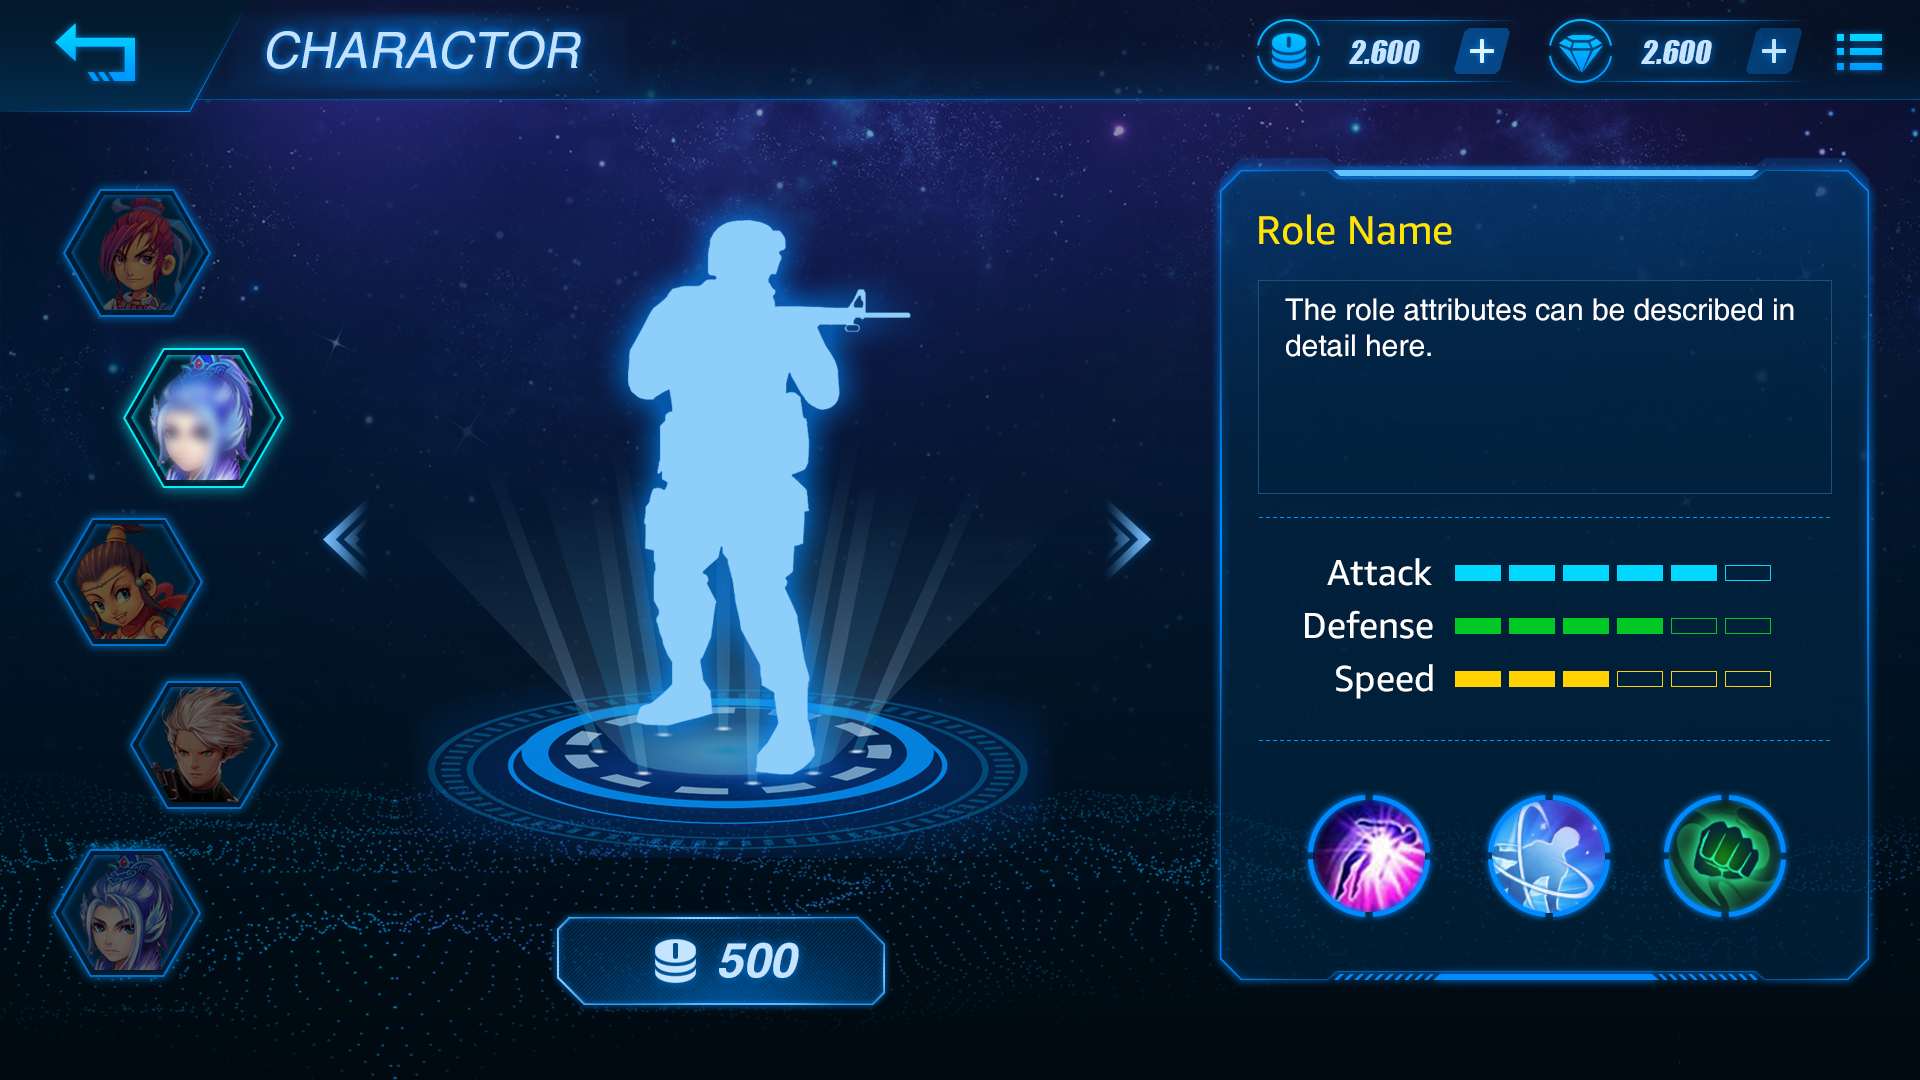 CHARACTOR
2.600
2.600
Role Name
The role attributes can be described in
detail here.
Attack
Defense
Speed
500